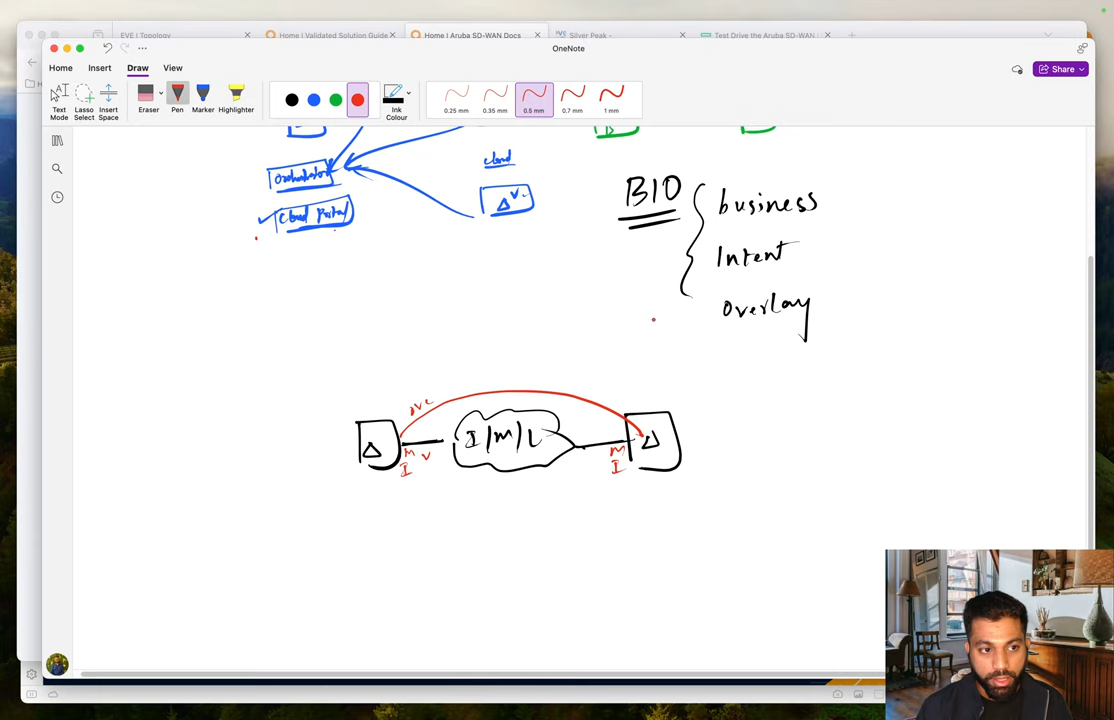 EVE | Topology
Home | Validated Solution Guide
Home | Aruba SD-WAN Docs
Silver Peak -
Test Drive the Aruba SD-WAN
OneNote
Home Insert Draw View
Share
Text Mode
Lasso Select
Insert Space
Eraser
Pen
Marker
Highlighter
Ink Colour
0.25 mm
0.35 mm
0.5 mm
0.7 mm
1 mm
Orchestrator
Cloud Portal
cloud
Δ V
BIO
business
Intent
overlay
ove
Δ
I|M|L
Δ
M V
I
M
I